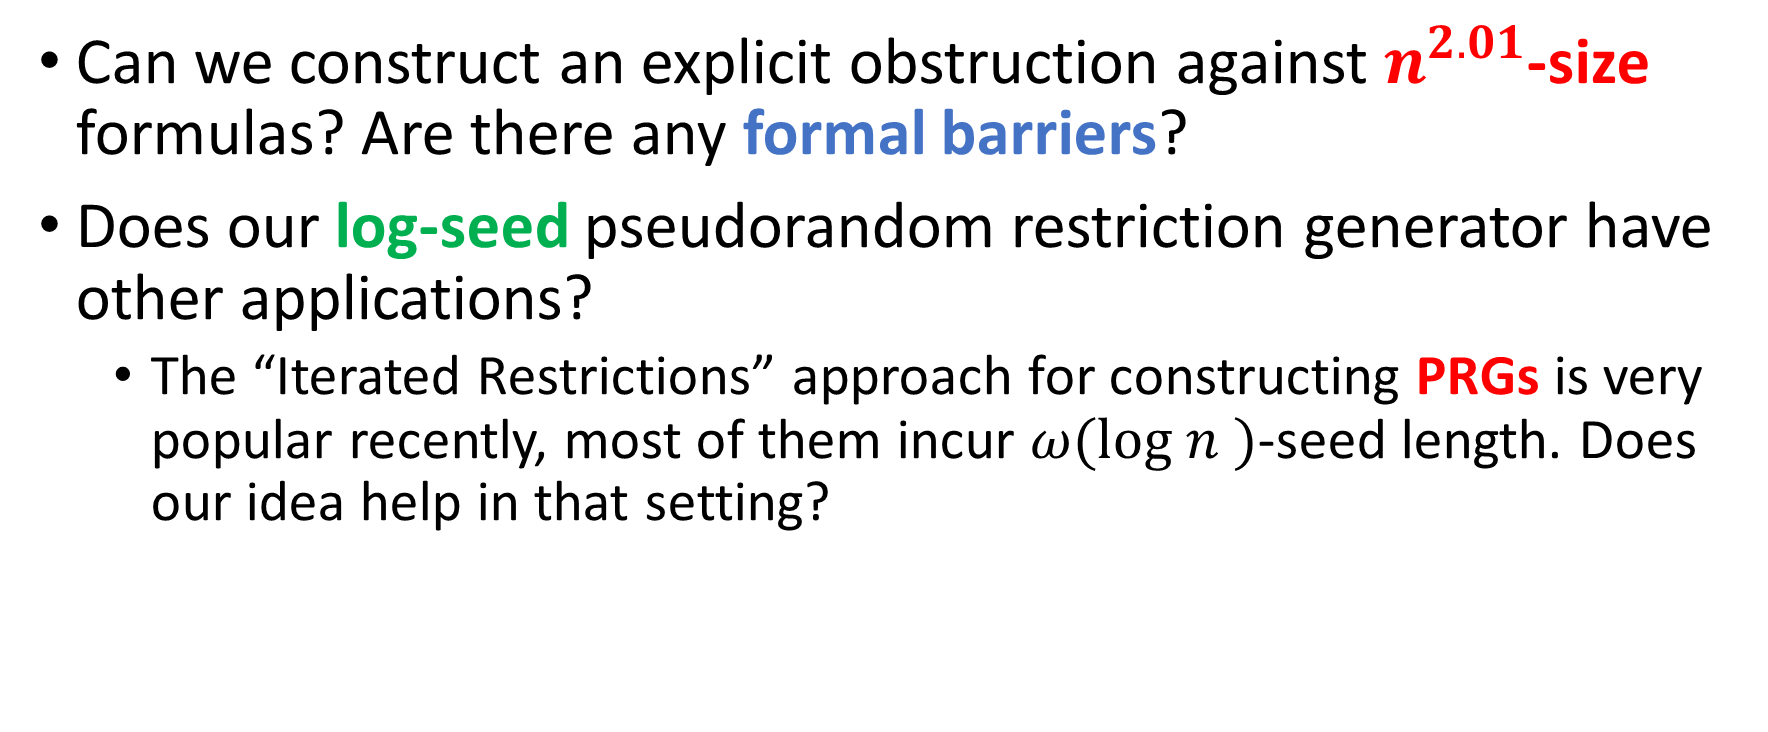 • Can we construct an explicit obstruction against n^2.01-size
formulas? Are there any formal barriers?
• Does our log-seed pseudorandom restriction generator have
other applications?
• The “Iterated Restrictions” approach for constructing PRGs is very
popular recently, most of them incur ω(log n )-seed length. Does
our idea help in that setting?